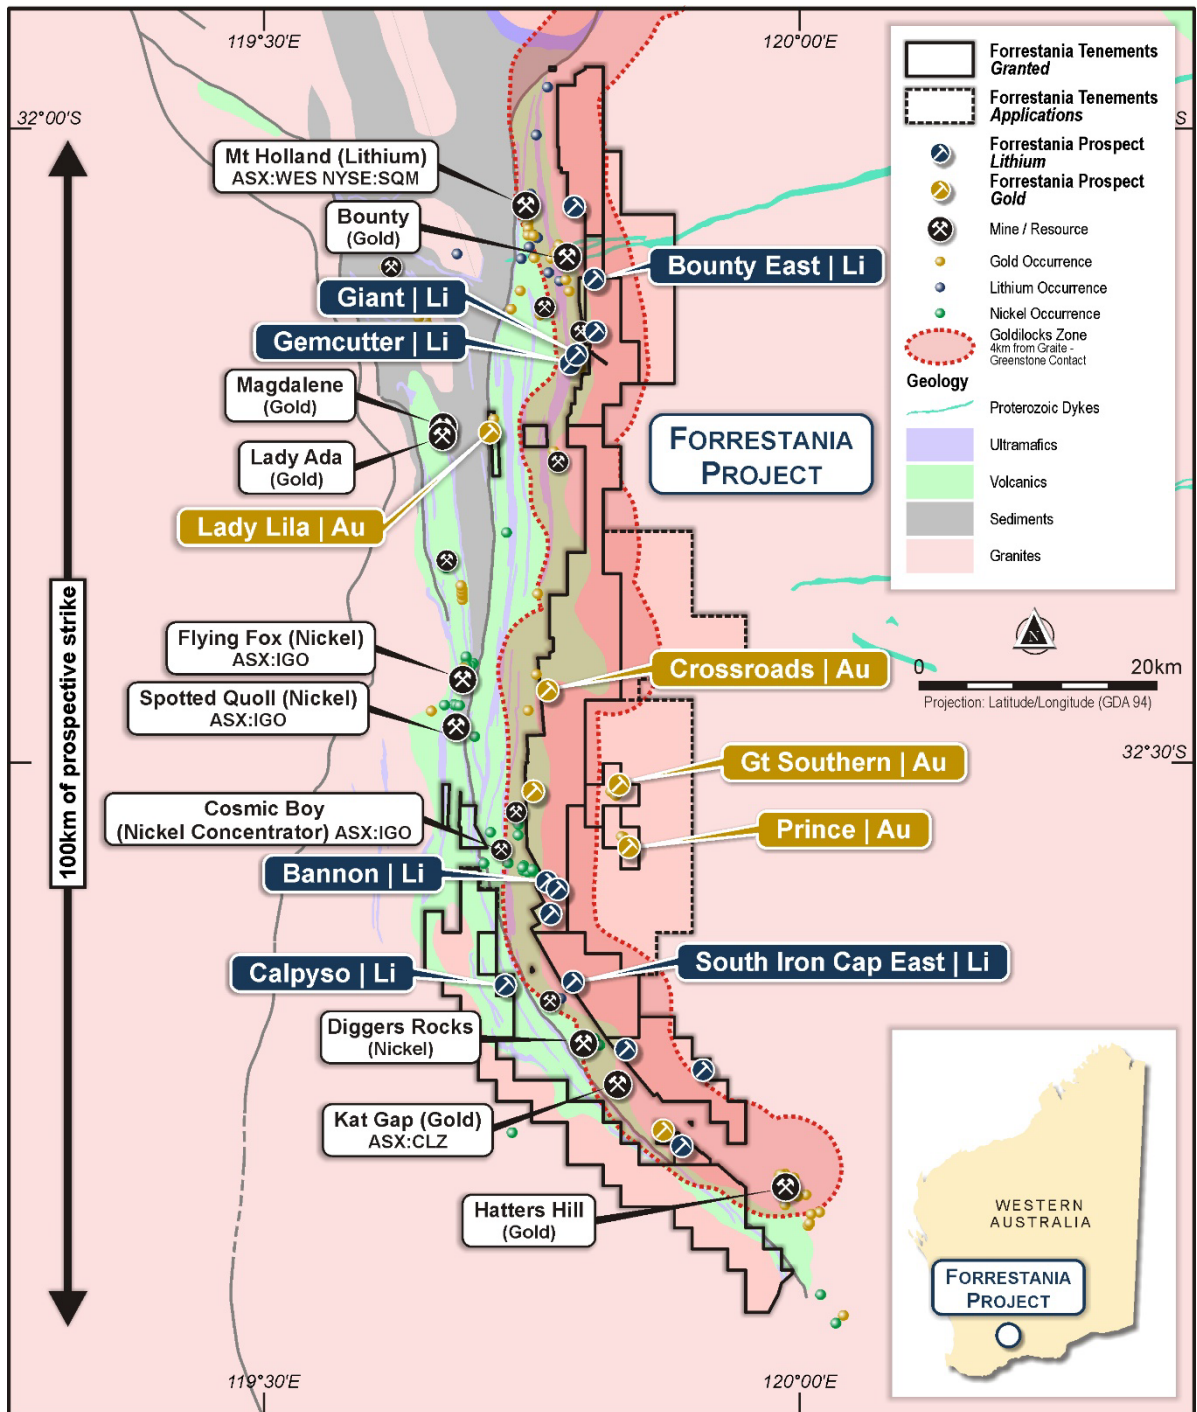 119°30'E
120°00'E
32°00'S
S
Forrestania Tenements
Granted
Forrestania Tenements
Applications
Forrestania Prospect
Lithium
Forrestania Prospect
Gold
Mine / Resource
Gold Occurrence
Lithium Occurrence
Nickel Occurrence
Goldilocks Zone
4km from Graite -
Greenstone Contact
Geology
Proterozoic Dykes
Ultramafics
Volcanics
Sediments
Granites
Mt Holland (Lithium)
ASX:WES NYSE:SQM
Bounty
(Gold)
Bounty East | Li
Giant | Li
Gemcutter | Li
Magdalene
(Gold)
Lady Ada
(Gold)
FORRESTANIA
PROJECT
Lady Lila | Au
100km of prospective strike
Flying Fox (Nickel)
ASX:IGO
Spotted Quoll (Nickel)
ASX:IGO
Crossroads | Au
N
0
20km
Projection: Latitude/Longitude (GDA 94)
32°30'S
Gt Southern | Au
Cosmic Boy
(Nickel Concentrator) ASX:IGO
Prince | Au
Bannon | Li
Calpyso | Li
South Iron Cap East | Li
Diggers Rocks
(Nickel)
Kat Gap (Gold)
ASX:CLZ
Hatters Hill
(Gold)
WESTERN
AUSTRALIA
FORRESTANIA
PROJECT
119°30'E
120°00'E